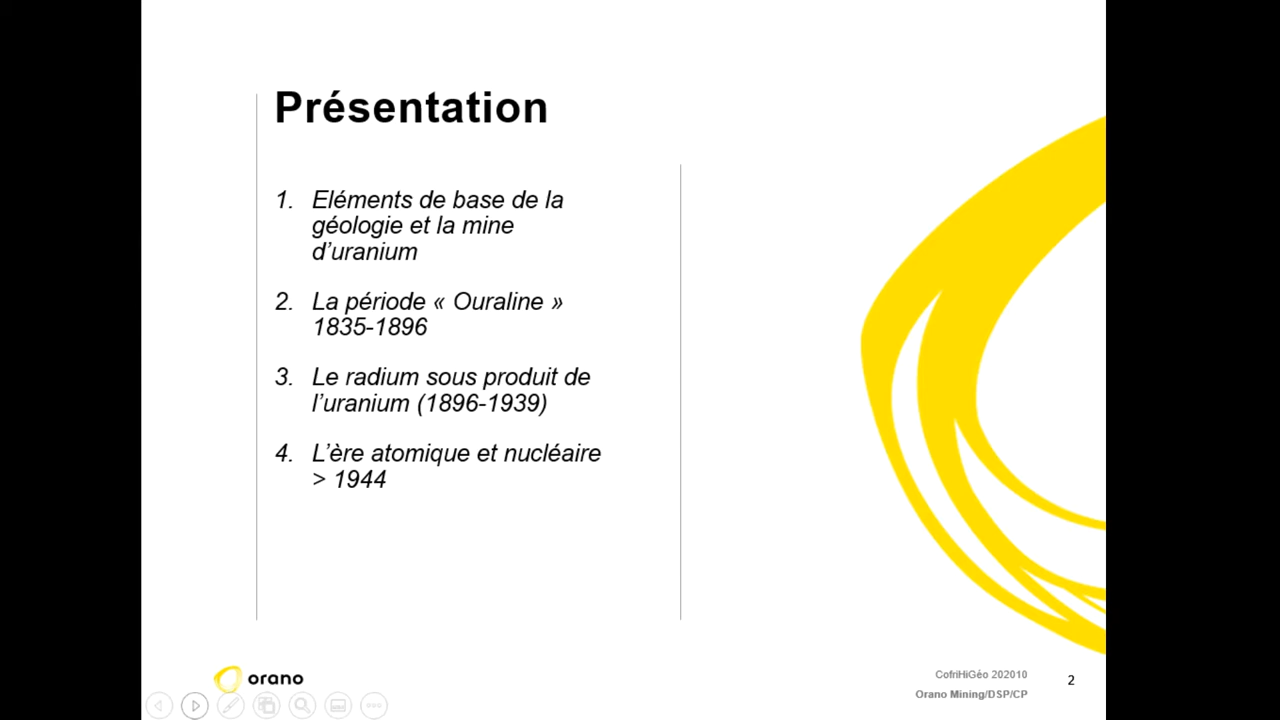 Présentation
1. Eléments de base de la
géologie et la mine
d’uranium
2. La période « Ouraline »
1835-1896
3. Le radium sous produit de
l’uranium (1896-1939)
4. L’ère atomique et nucléaire
> 1944
orano
CofriHiGéo 202010
Orano Mining/DSP/CP
2